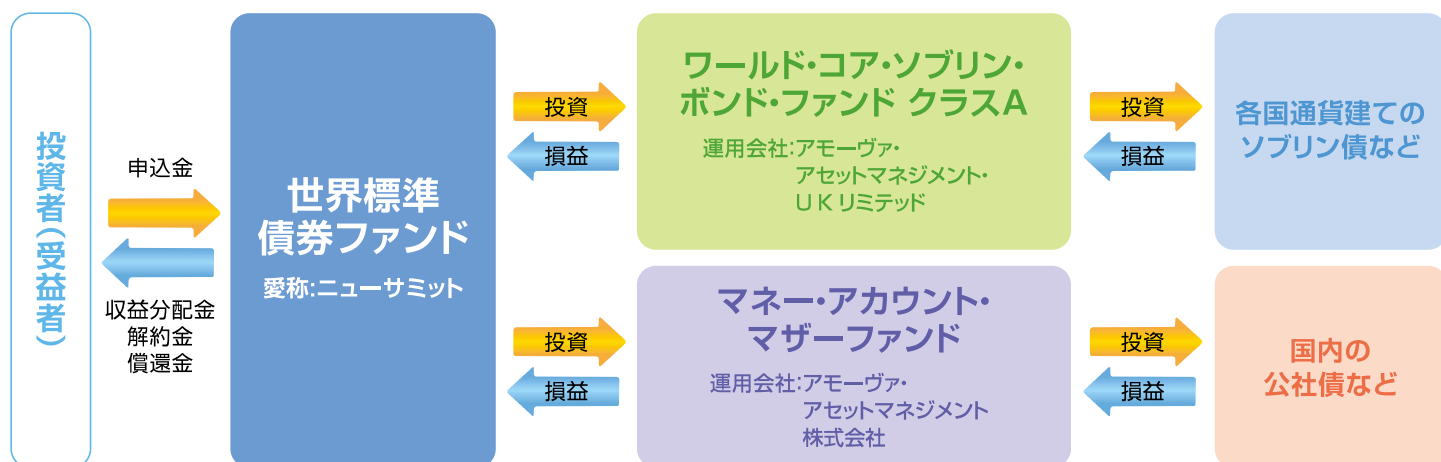 投資者(受益者)
申込金
収益分配金
解約金
償還金
世界標準
債券ファンド
愛称:ニューサミット
投資
損益
ワールド・コア・ソブリン・
ボンド・ファンド クラスA
運用会社:アモーヴァ・
アセットマネジメント・
UKリミテッド
投資
損益
各国通貨建ての
ソブリン債など
投資
損益
マネー・アカウント・
マザーファンド
運用会社:アモーヴァ・
アセットマネジメント
株式会社
投資
損益
国内の
公社債など